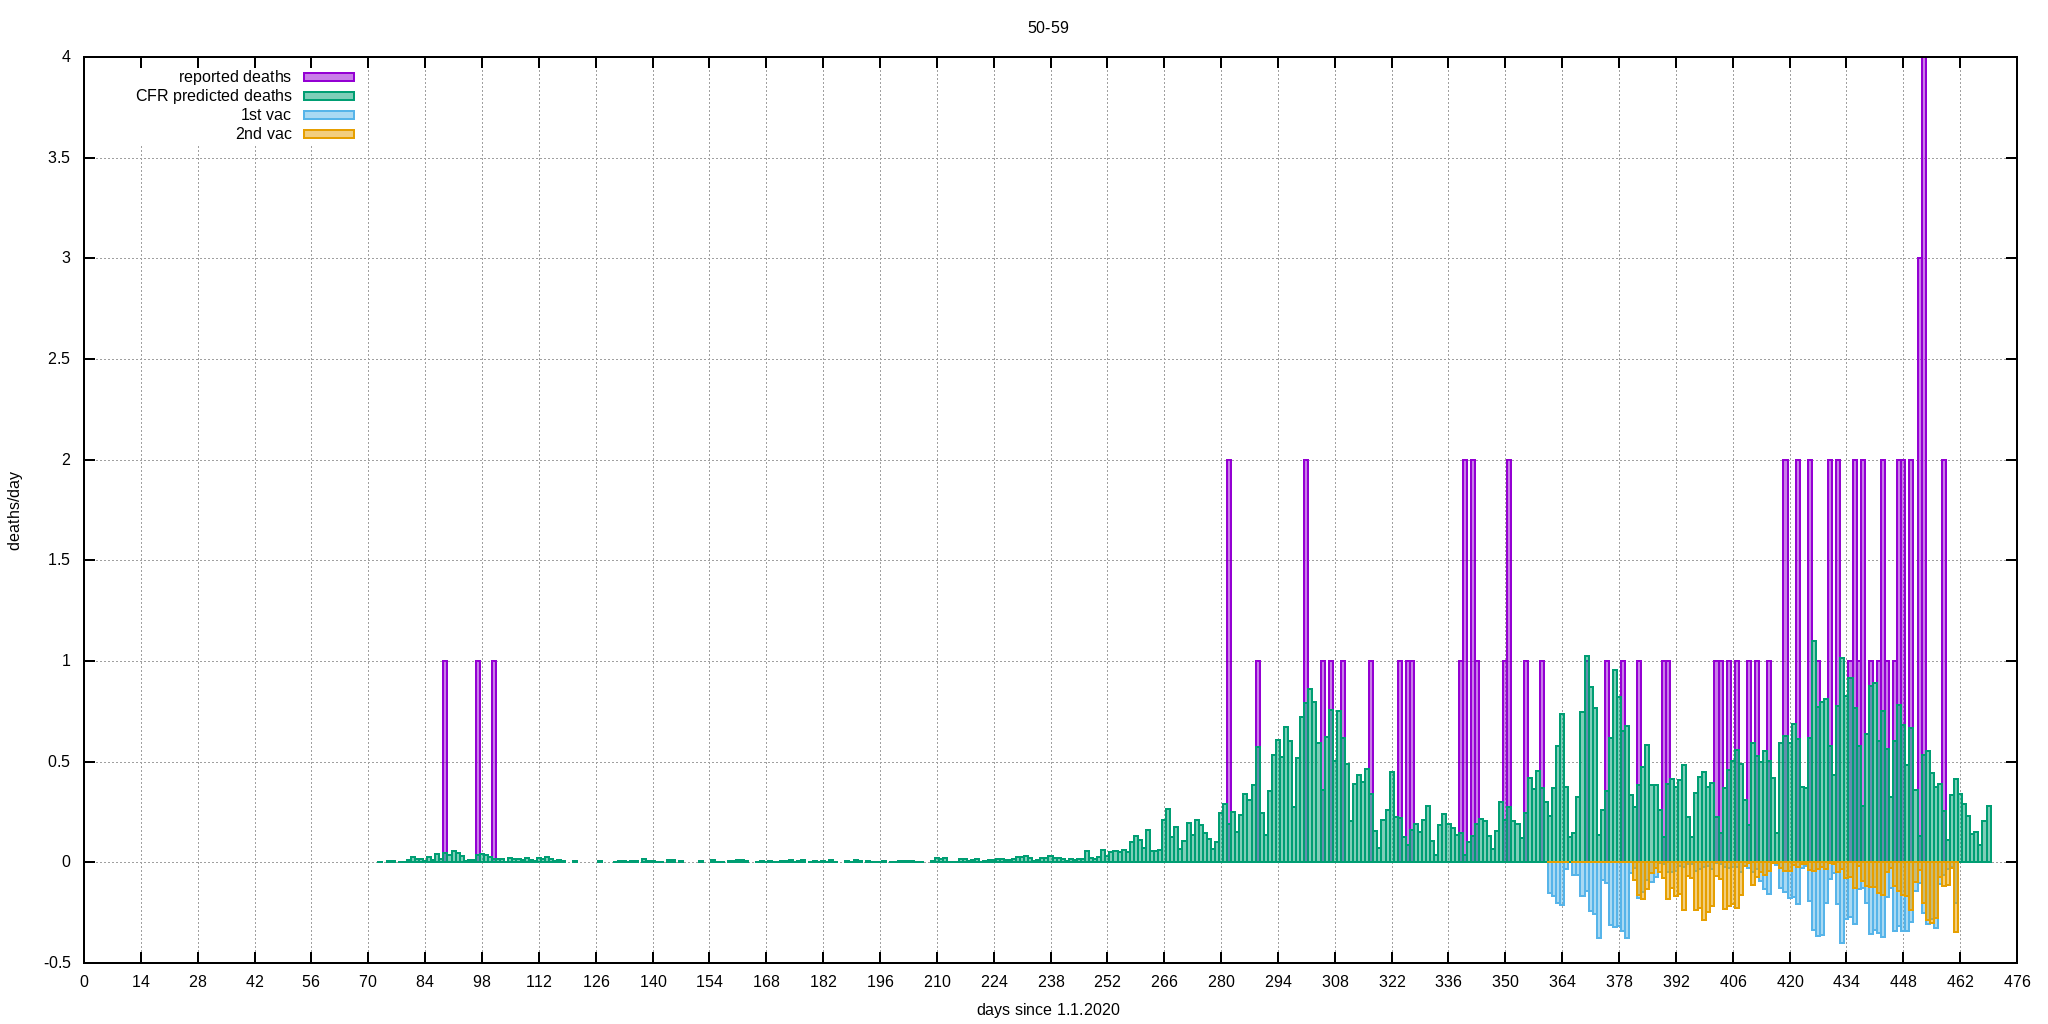 50-59
reported deaths
CFR predicted deaths
1st vac
2nd vac
4
3.5
3
2.5
2
1.5
1
0.5
0
-0.5
deaths/day
0 14 28 42 56 70 84 98 112 126 140 154 168 182 196 210 224 238 252 266 280 294 308 322 336 350 364 378 392 406 420 434 448 462 476
days since 1.1.2020